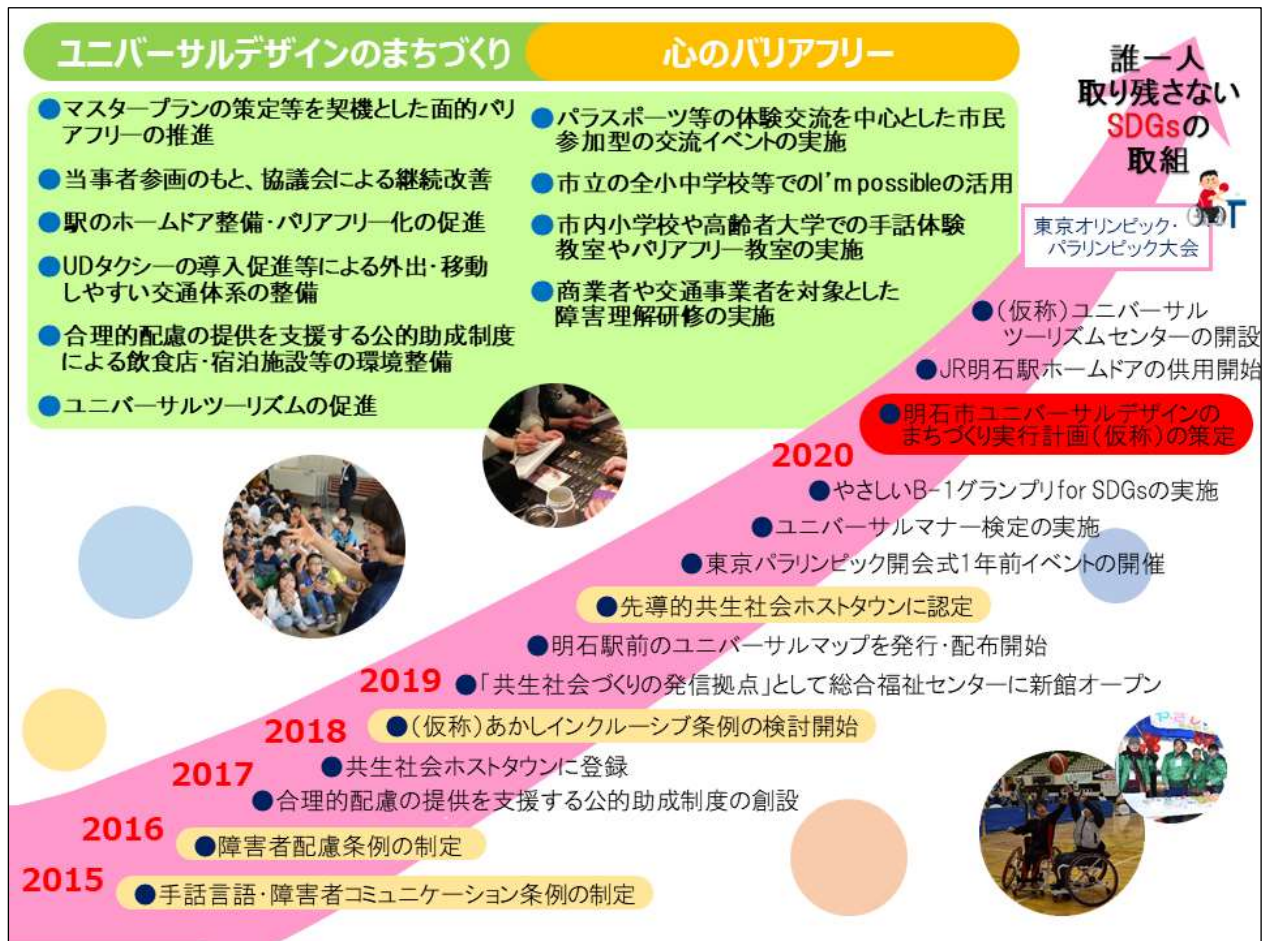 ユニバーサルデザインのまちづくり
●マスタープランの策定等を契機とした面的バリ
アフリーの推進
●当事者参画のもと、協議会による継続改善
●駅のホームドア整備・バリアフリー化の促進
●UDタクシーの導入促進等による外出・移動
しやすい交通体系の整備
●合理的配慮の提供を支援する公的助成制度
による飲食店・宿泊施設等の環境整備
●ユニバーサルツーリズムの促進
心のバリアフリー
●パラスポーツ等の体験交流を中心とした市民
参加型の交流イベントの実施
●市立の全小中学校等でのI'm possibleの活用
●市内小学校や高齢者大学での手話体験
教室やバリアフリー教室の実施
●商業者や交通事業者を対象とした
障害理解研修の実施
誰一人
取り残さない
SDGsの
取組
東京オリンピック・
パラリンピック大会
●(仮称)ユニバーサル
ツーリズムセンターの開設
●JR明石駅ホームドアの供用開始
●明石市ユニバーサルデザインの
まちづくり実行計画(仮称)の策定
2020
●やさしいB-1グランプリfor SDGsの実施
●ユニバーサルマナー検定の実施
●東京パラリンピック開会式1年前イベントの開催
●先導的共生社会ホストタウンに認定
●明石駅前のユニバーサルマップを発行・配布開始
2019 ●「共生社会づくりの発信拠点」として総合福祉センターに新館オープン
2018 ●(仮称)あかしインクルーシブ条例の検討開始
2017 ●共生社会ホストタウンに登録
●合理的配慮の提供を支援する公的助成制度の創設
2016 ●障害者配慮条例の制定
2015 ●手話言語・障害者コミュニケーション条例の制定